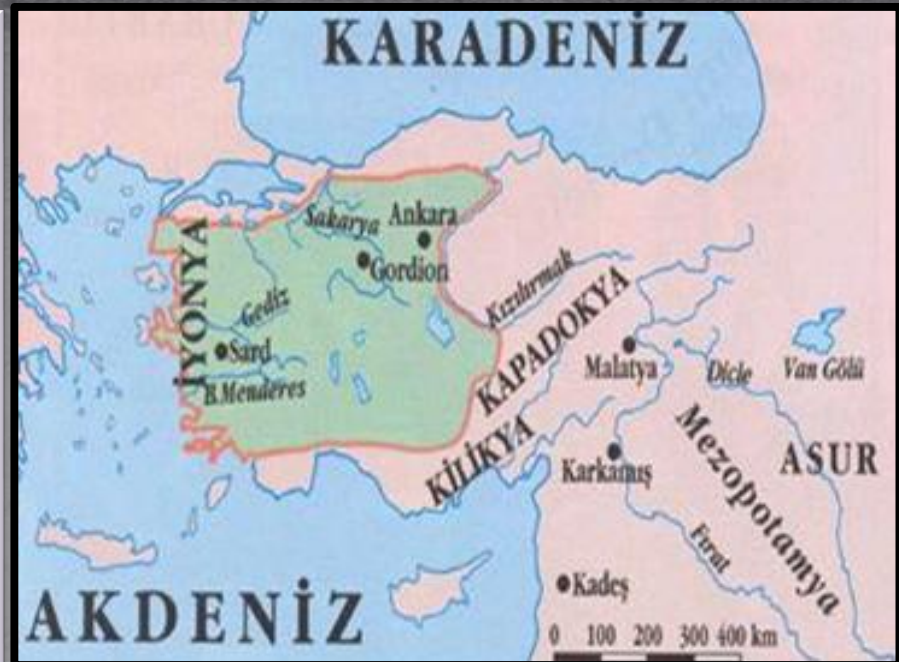 KARADENİZ
Sakarya
Ankara
Gordion
İYONYA
Gediz
Sard
B.Menderes
Kızılırmak
KAPADOKYA
KİLİKYA
Malatya
Dicle
Van Gölü
Mezopotamya
ASUR
Karkamış
Fırat
Kadeş
AKDENİZ
0 100 200 300 400 km